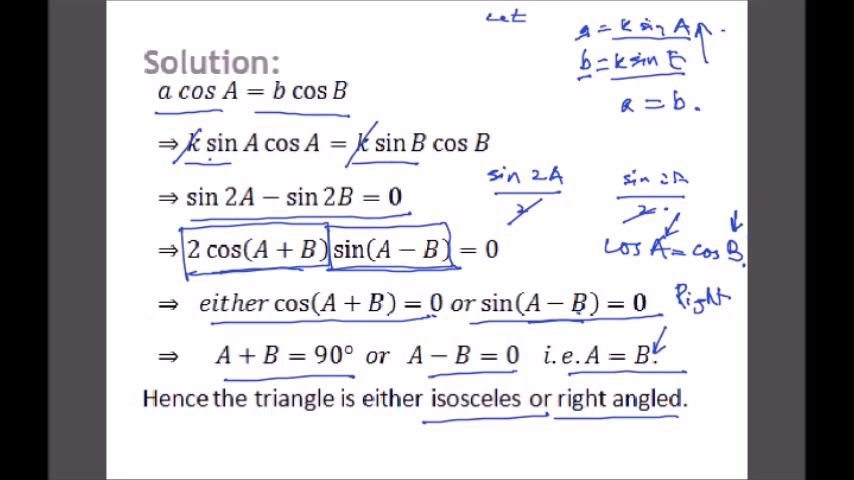 let
a = k sin A
b = k sin E
a = b.
Solution:
a cos A = b cos B
⇒ k sin A cos A = k sin B cos B
sin 2A / 2
sin 2A / 2
⇒ sin 2A − sin 2B = 0
⇒ 2 cos(A + B) sin(A − B) = 0
cos A = cos B
⇒ either cos(A + B) = 0 or sin(A − B) = 0
Right
⇒ A + B = 90° or A − B = 0 i.e. A = B.
Hence the triangle is either isosceles or right angled.